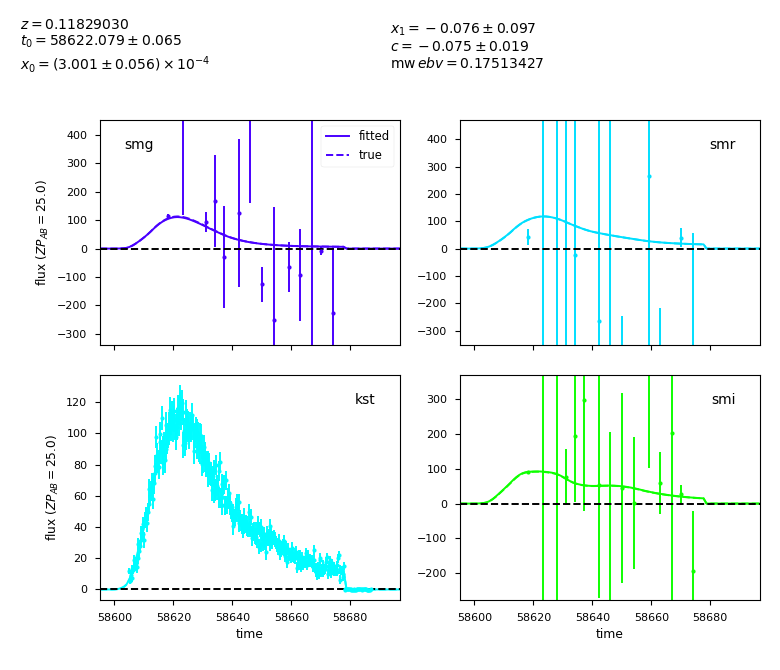 z = 0.11829030
t₀ = 58622.079 ± 0.065
x₀ = (3.001 ± 0.056) × 10⁻⁴
x₁ = −0.076 ± 0.097
c = −0.075 ± 0.019
mw ebv = 0.17513427
smg
fitted
true
400
300
200
100
0
−100
−200
−300
flux (ZP_AB = 25.0)
smr
400
300
200
100
0
−100
−200
−300
kst
120
100
80
60
40
20
0
flux (ZP_AB = 25.0)
58600 58620 58640 58660 58680
time
smi
300
200
100
0
−100
−200
58600 58620 58640 58660 58680
time